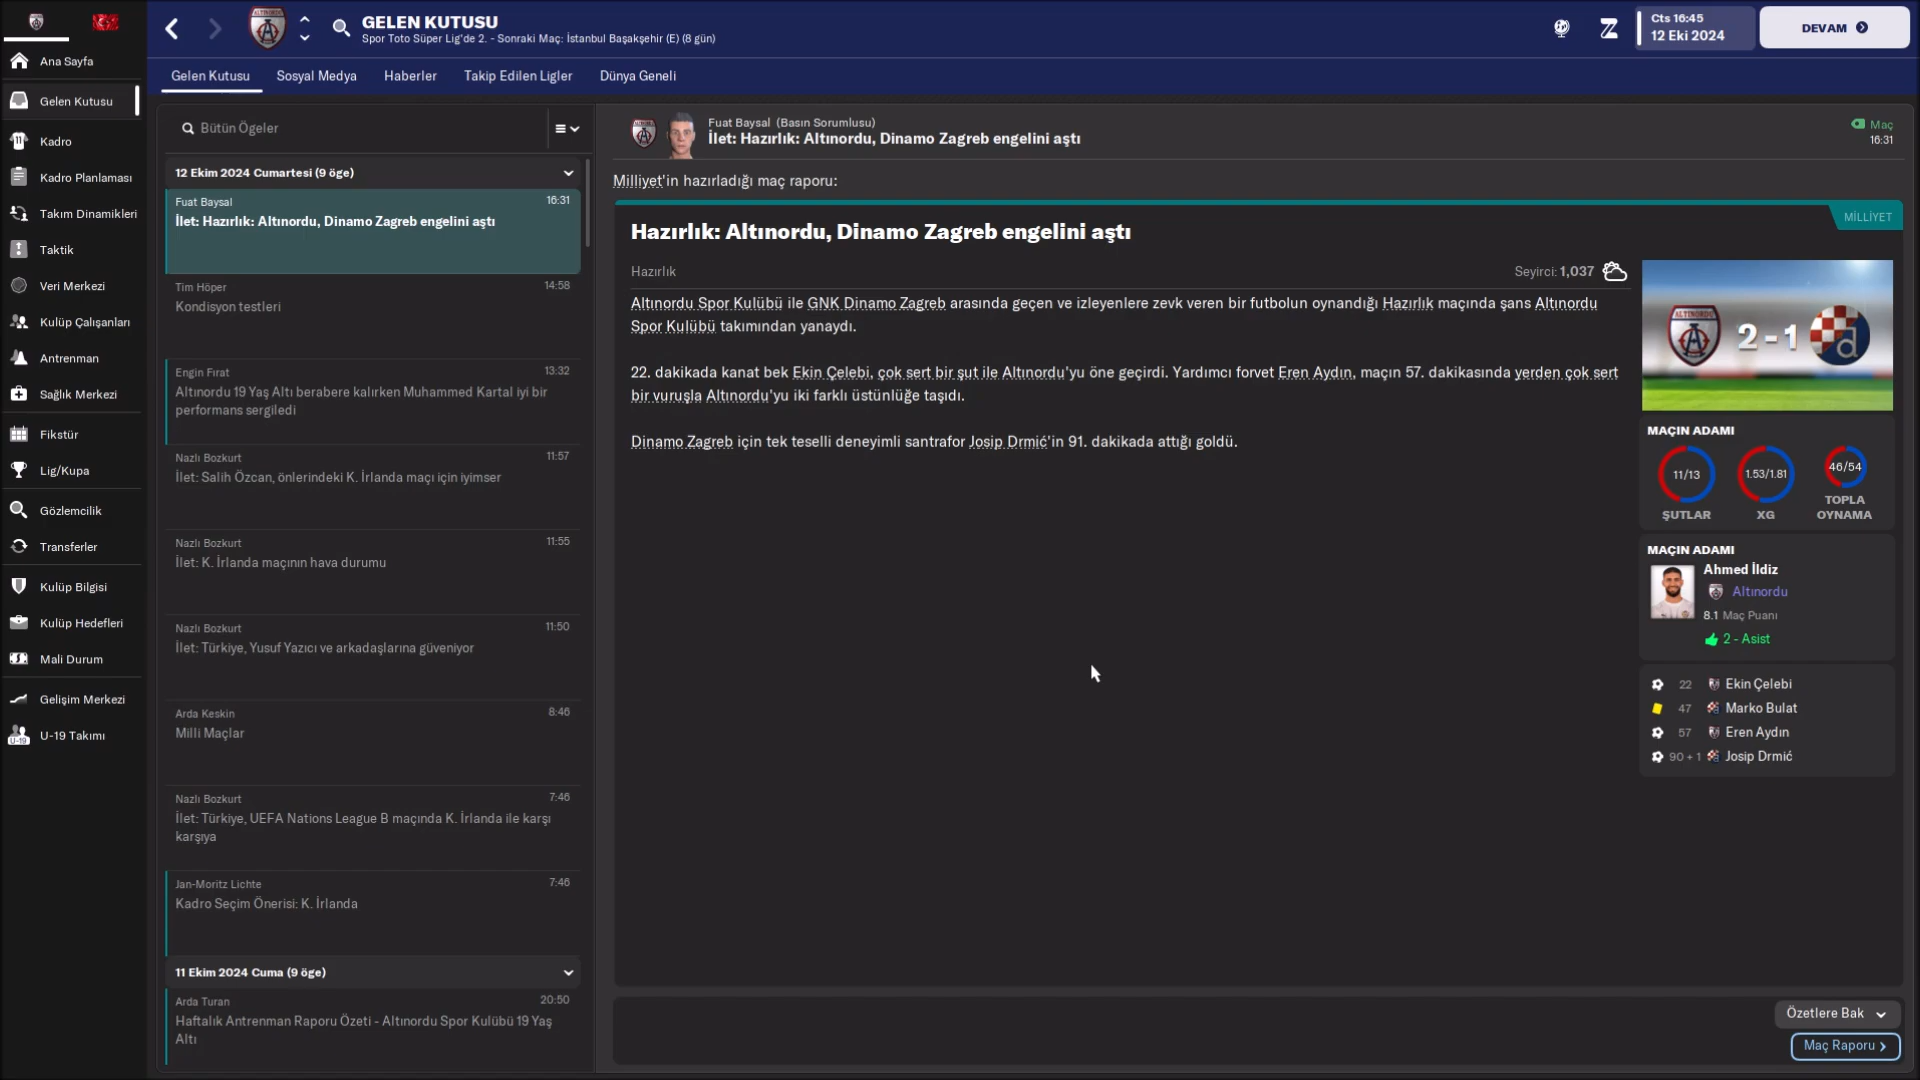 GELEN KUTUSU
Spor Toto Süper Lig'de 2. - Sonraki Maç: İstanbul Başakşehir (E) (8 gün)
Cts 16:45
12 Eki 2024
DEVAM
Ana Sayfa
Gelen Kutusu
Kadro
Kadro Planlaması
Takım Dinamikleri
Taktik
Veri Merkezi
Kulüp Çalışanları
Antrenman
Sağlık Merkezi
Fikstür
Lig/Kupa
Gözlemcilik
Transferler
Kulüp Bilgisi
Kulüp Hedefleri
Mali Durum
Gelişim Merkezi
U-19 Takımı
Gelen Kutusu
Sosyal Medya
Haberler
Takip Edilen Ligler
Dünya Geneli
Bütün Ögeler
12 Ekim 2024 Cumartesi (9 öge)
Fuat Baysal 16:31
İlet: Hazırlık: Altınordu, Dinamo Zagreb engelini aştı
Tim Höper 14:58
Kondisyon testleri
Engin Fırat 13:32
Altınordu 19 Yaş Altı berabere kalırken Muhammed Kartal iyi bir
performans sergiledi
Nazlı Bozkurt 11:57
İlet: Salih Özcan, önlerindeki K. İrlanda maçı için iyimser
Nazlı Bozkurt 11:55
İlet: K. İrlanda maçının hava durumu
Nazlı Bozkurt 11:50
İlet: Türkiye, Yusuf Yazıcı ve arkadaşlarına güveniyor
Arda Keskin 8:46
Milli Maçlar
Nazlı Bozkurt 7:46
İlet: Türkiye, UEFA Nations League B maçında K. İrlanda ile karşı
karşıya
Jan-Moritz Lichte 7:46
Kadro Seçim Önerisi: K. İrlanda
11 Ekim 2024 Cuma (9 öge)
Arda Turan 20:50
Haftalık Antrenman Raporu Özeti - Altınordu Spor Kulübü 19 Yaş
Altı
Fuat Baysal (Basın Sorumlusu)
İlet: Hazırlık: Altınordu, Dinamo Zagreb engelini aştı
Maç
16:31
Milliyet'in hazırladığı maç raporu:
MİLLİYET
Hazırlık: Altınordu, Dinamo Zagreb engelini aştı
Hazırlık
Seyirci: 1,037
Altınordu Spor Kulübü ile GNK Dinamo Zagreb arasında geçen ve izleyenlere zevk veren bir futbolun oynandığı Hazırlık maçında şans Altınordu
Spor Kulübü takımından yanaydı.
22. dakikada kanat bek Ekin Çelebi, çok sert bir şut ile Altınordu'yu öne geçirdi. Yardımcı forvet Eren Aydın, maçın 57. dakikasında yerden çok sert
bir vuruşla Altınordu'yu iki farklı üstünlüğe taşıdı.
Dinamo Zagreb için tek teselli deneyimli santrafor Josip Drmić'in 91. dakikada attığı goldü.
ALTINORDU
2 - 1
MAÇIN ADAMI
11/13
1.53/1.81
46/54
ŞUTLAR
XG
TOPLA
OYNAMA
MAÇIN ADAMI
Ahmed İldiz
Altınordu
8.1 Maç Puanı
2 - Asist
22 Ekin Çelebi
47 Marko Bulat
57 Eren Aydın
90 + 1 Josip Drmić
Özetlere Bak
Maç Raporu